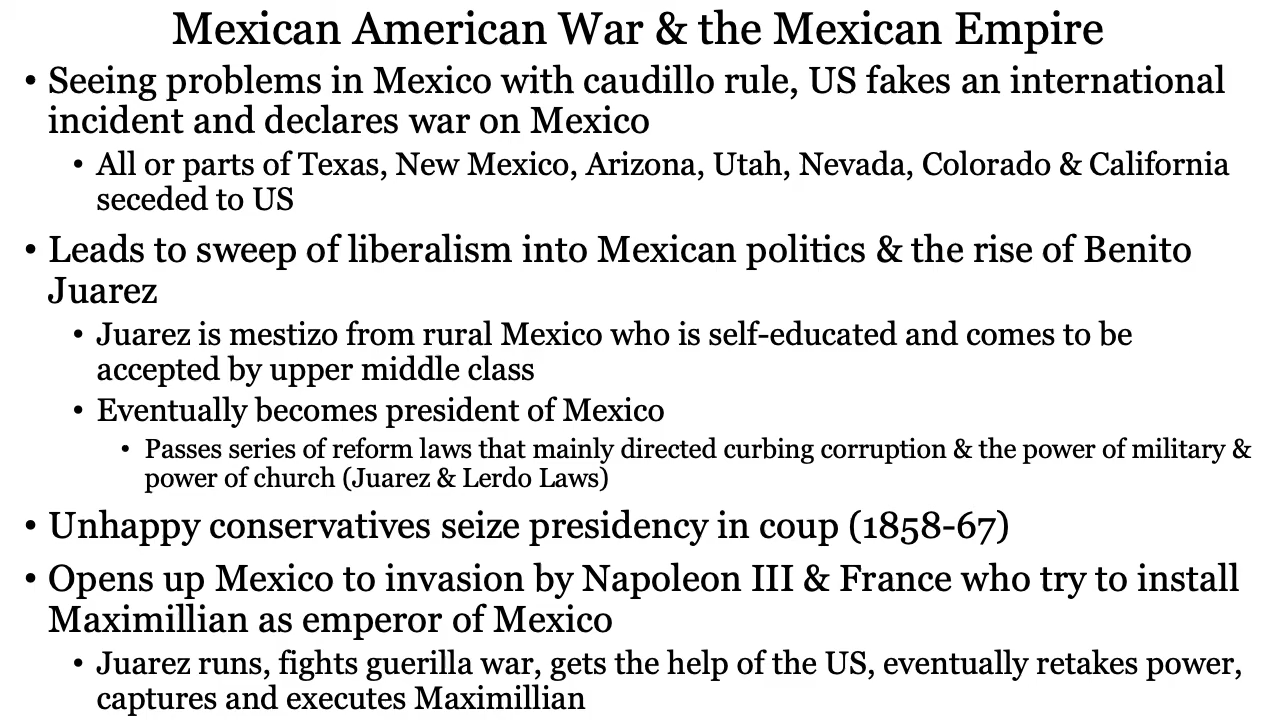 Mexican American War & the Mexican Empire
• Seeing problems in Mexico with caudillo rule, US fakes an international
incident and declares war on Mexico
• All or parts of Texas, New Mexico, Arizona, Utah, Nevada, Colorado & California
seceded to US
• Leads to sweep of liberalism into Mexican politics & the rise of Benito
Juarez
• Juarez is mestizo from rural Mexico who is self-educated and comes to be
accepted by upper middle class
• Eventually becomes president of Mexico
• Passes series of reform laws that mainly directed curbing corruption & the power of military &
power of church (Juarez & Lerdo Laws)
• Unhappy conservatives seize presidency in coup (1858-67)
• Opens up Mexico to invasion by Napoleon III & France who try to install
Maximillian as emperor of Mexico
• Juarez runs, fights guerilla war, gets the help of the US, eventually retakes power,
captures and executes Maximillian